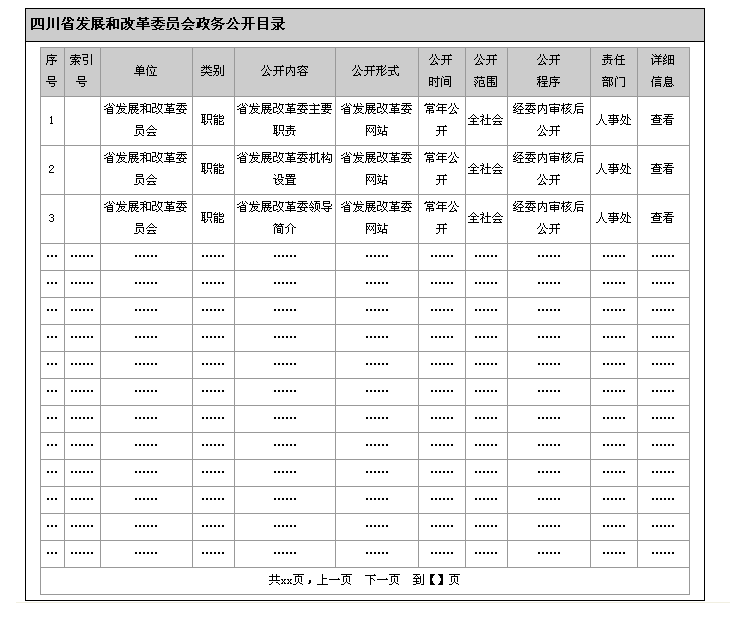 四川省发展和改革委员会政务公开目录
序号 索引号 单位 类别 公开内容 公开形式 公开时间 公开范围 公开程序 责任部门 详细信息
1 省发展和改革委员会 职能 省发展改革委主要职责 省发展改革委网站 常年公开 全社会 经委内审核后公开 人事处 查看
2 省发展和改革委员会 职能 省发展改革委机构设置 省发展改革委网站 常年公开 全社会 经委内审核后公开 人事处 查看
3 省发展和改革委员会 职能 省发展改革委领导简介 省发展改革委网站 常年公开 全社会 经委内审核后公开 人事处 查看
… …… …… …… …… …… …… …… …… …… ……
… …… …… …… …… …… …… …… …… …… ……
… …… …… …… …… …… …… …… …… …… ……
… …… …… …… …… …… …… …… …… …… ……
… …… …… …… …… …… …… …… …… …… ……
… …… …… …… …… …… …… …… …… …… ……
… …… …… …… …… …… …… …… …… …… ……
… …… …… …… …… …… …… …… …… …… ……
… …… …… …… …… …… …… …… …… …… ……
… …… …… …… …… …… …… …… …… …… ……
… …… …… …… …… …… …… …… …… …… ……
… …… …… …… …… …… …… …… …… …… ……
共xx页，上一页 下一页 到【】页